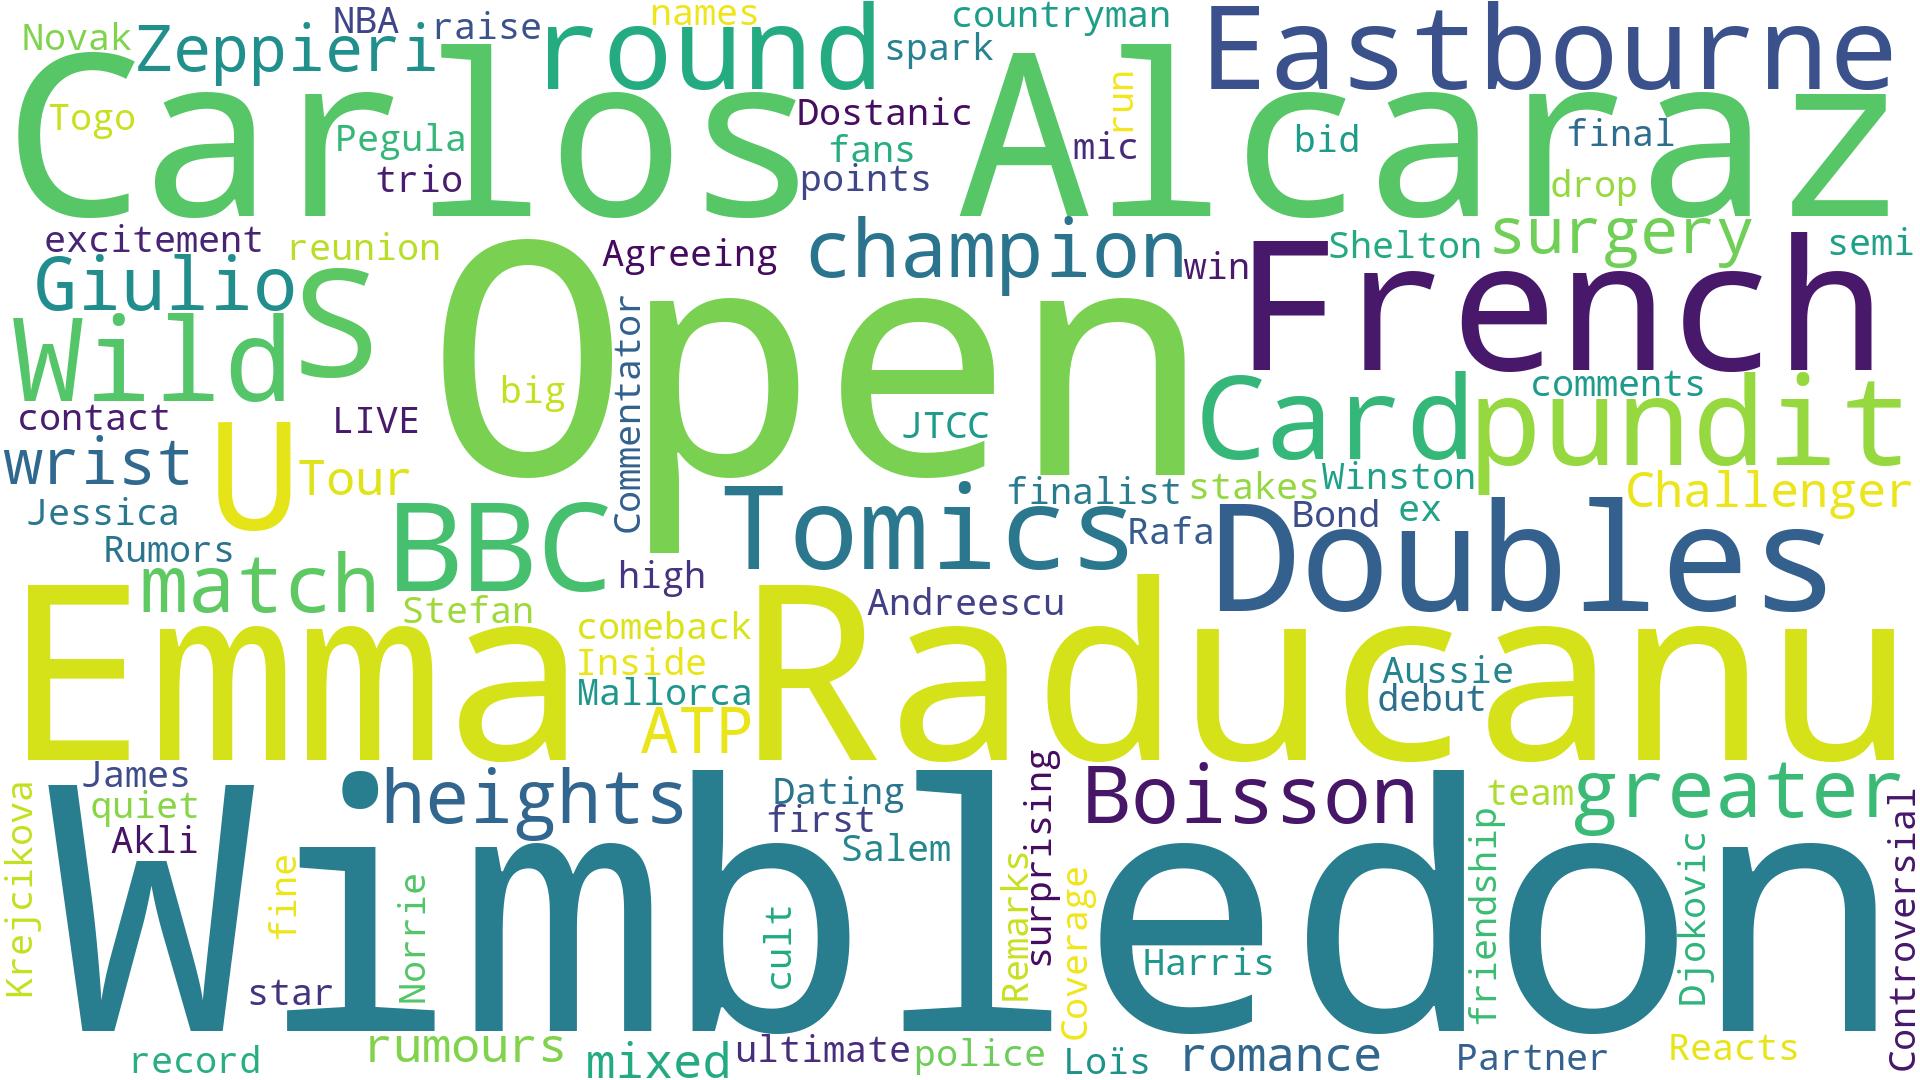 Novak
Zeppieri
NBA
raise
names
round
spark
countryman
Eastbourne
Carlos Alcaraz
Togo
Pegula
trio
Dostanic
fans
points
mic
run
bid
final
drop
excitement
reunion
Giulio
S
Agreeing
champion
win
Shelton
surgery
semi
French
Wild
Open
Commentator
big
JTCC
Card
comments
pundit
contact
LIVE
wrist
U
Tour
Jessica
Rumors
BBC
Tomics
finalist
stakes
Winston
Challenger
Rafa
Bond
ex
Doubles
match
Stefan
high
Andreescu
Emma Raducanu
comeback
Inside
Mallorca
ATP
Aussie
debut
James
quiet
Akli
heights
Dating
first
Salem
surprising
Boisson
team
greater
Krejcikova
Wimbledon
fine
Norrie
star
cult
Remarks
Coverage
Harris
friendship
Djokovic
Controversial
record
rumours
mixed
ultimate
police
Loïs
romance
Partner
Reacts